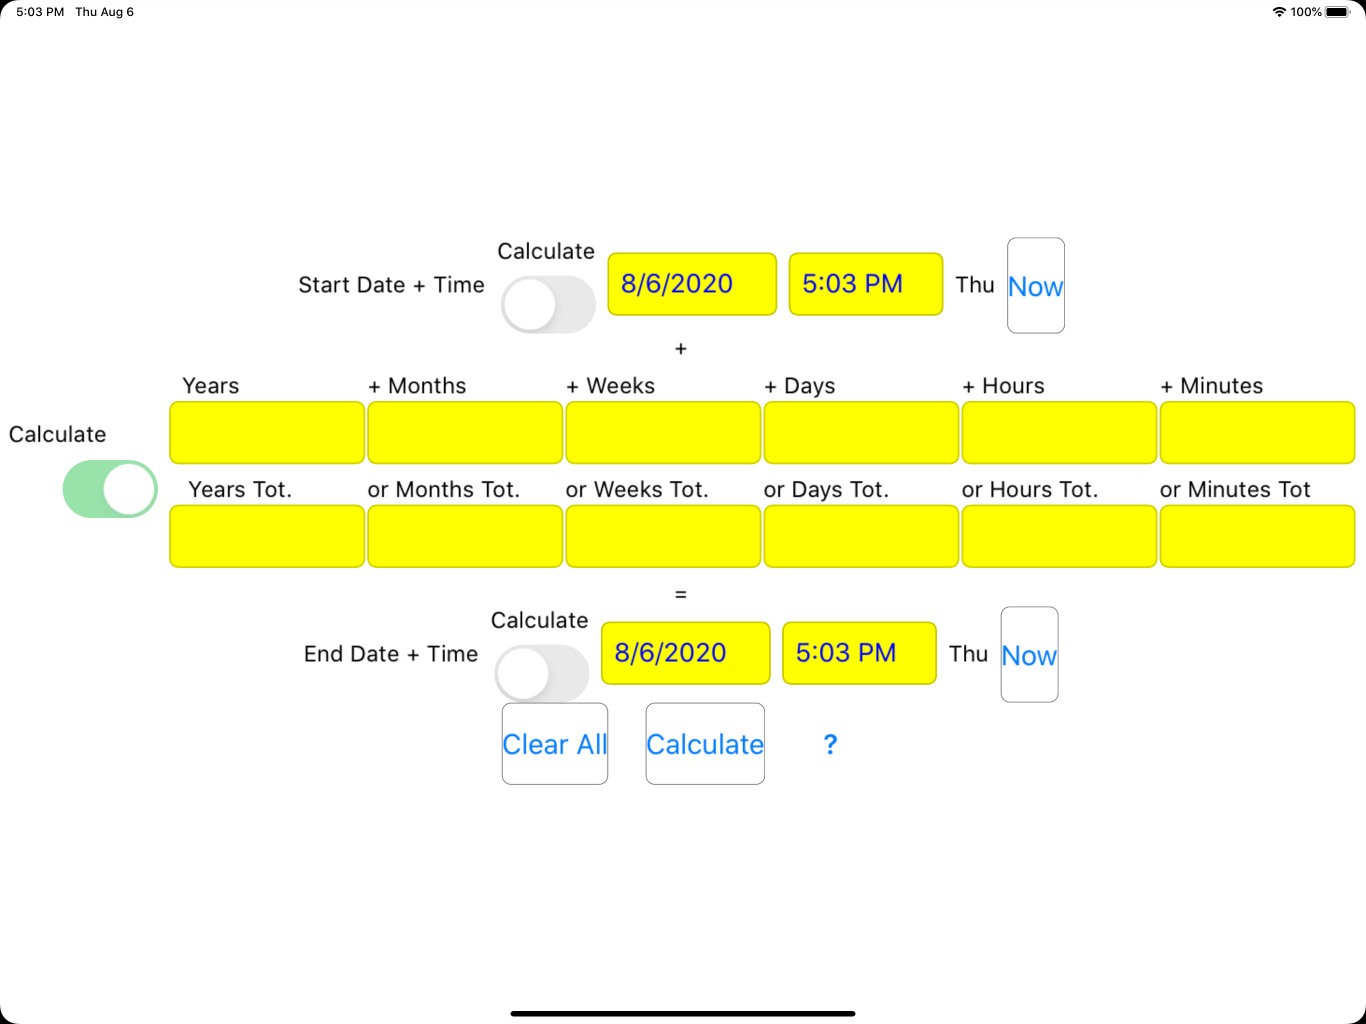 5:03 PM Thu Aug 6 100%
Calculate
Start Date + Time 8/6/2020 5:03 PM Thu Now
+
Years + Months + Weeks + Days + Hours + Minutes
Calculate
Years Tot. or Months Tot. or Weeks Tot. or Days Tot. or Hours Tot. or Minutes Tot
=
Calculate
End Date + Time 8/6/2020 5:03 PM Thu Now
Clear All Calculate ?